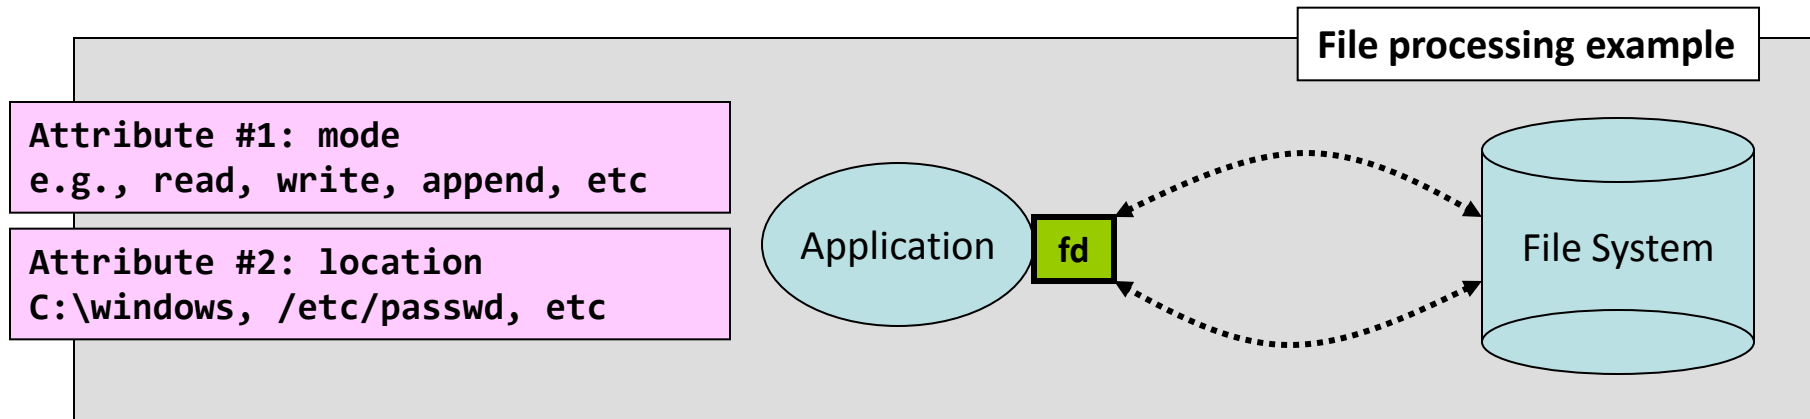 File processing example
Attribute #1: mode
e.g., read, write, append, etc
Attribute #2: location
C:\windows, /etc/passwd, etc
Application
fd
File System